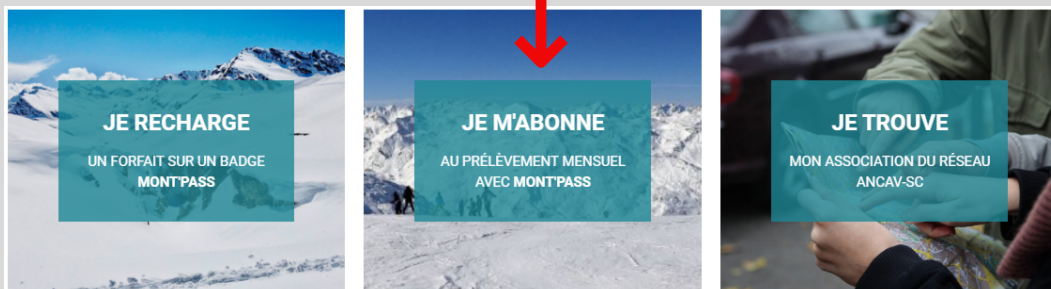 JE RECHARGE
UN FORFAIT SUR UN BADGE
MONT'PASS
JE M'ABONNE
AU PRÉLÈVEMENT MENSUEL
AVEC MONT'PASS
JE TROUVE
MON ASSOCIATION DU RÉSEAU
ANCAV-SC